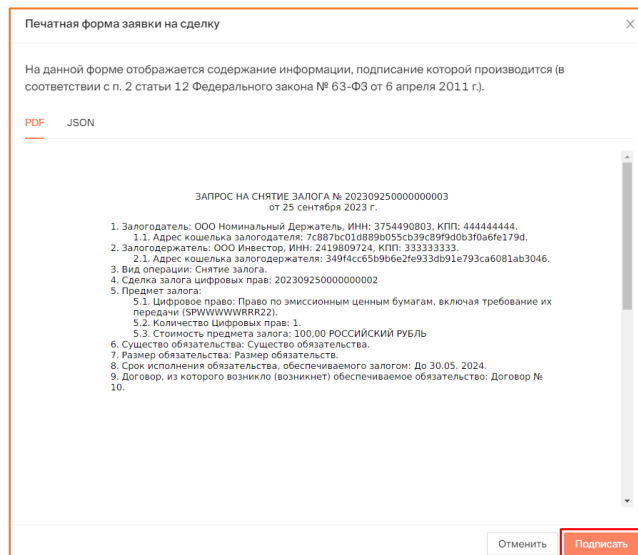 Печатная форма заявки на сделку
На данной форме отображается содержание информации, подписание которой производится (в
соответствии с п. 2 статьи 12 Федерального закона № 63-ФЗ от 6 апреля 2011 г.).
PDF JSON
ЗАПРОС НА СНЯТИЕ ЗАЛОГА № 202309250000000003
от 25 сентября 2023 г.
1. Залогодатель: ООО Номинальный Держатель, ИНН: 3754490803, КПП: 444444444.
1.1. Адрес кошелька залогодателя: 7c887bc01d889b055cb39c89f9d0b3f0a6fe179d.
2. Залогодержатель: ООО Инвестор, ИНН: 2419809724, КПП: 333333333.
2.1. Адрес кошелька залогодержателя: 349f4cc65b9b6e2fe933db91e793ca6081ab3046.
3. Вид операции: Снятие залога.
4. Сделка залога цифровых прав: 202309250000000002
5. Предмет залога:
5.1. Цифровое право: Право по эмиссионным ценным бумагам, включая требование их
передачи (SPWWWWWRRR22).
5.2. Количество Цифровых прав: 1.
5.3. Стоимость предмета залога: 100,00 РОССИЙСКИЙ РУБЛЬ
6. Существо обязательства: Существо обязательства.
7. Размер обязательства: Размер обязательств.
8. Срок исполнения обязательства, обеспечиваемого залогом: До 30.05. 2024.
9. Договор, из которого возникло (возникнет) обеспечиваемое обязательство: Договор №
10.
Отменить Подписать